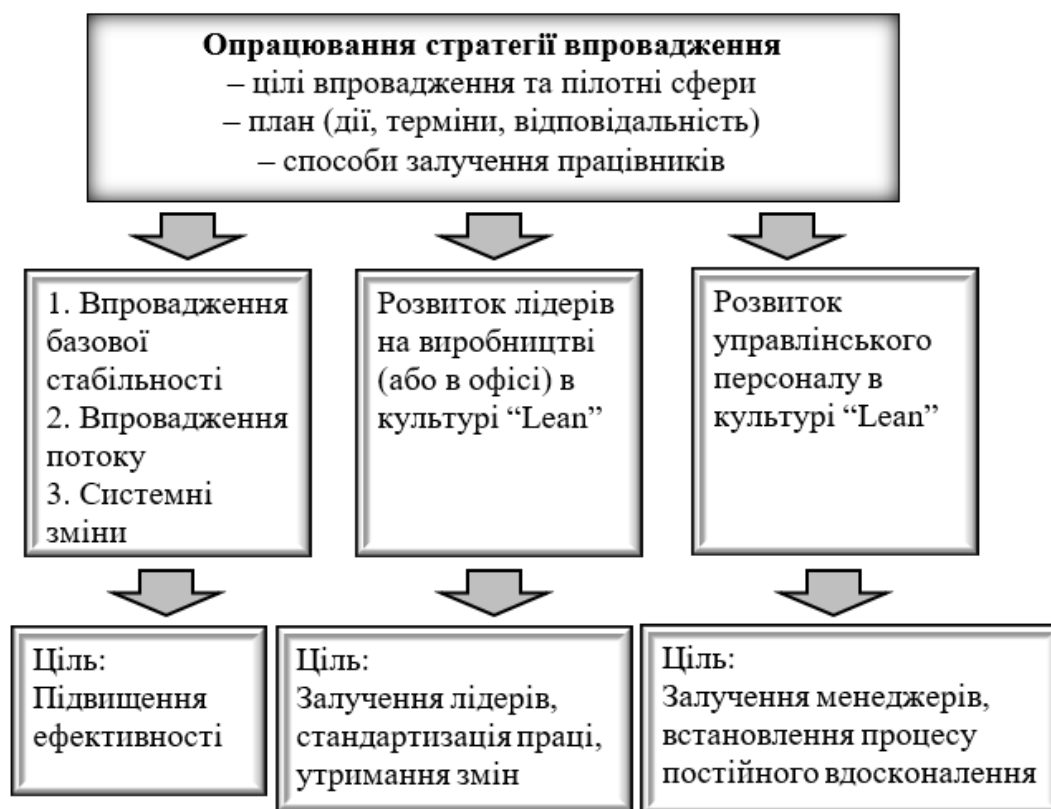 Опрацювання стратегії впровадження
– цілі впровадження та пілотні сфери
– план (дії, терміни, відповідальність)
– способи залучення працівників
1. Впровадження
базової
стабільності
2. Впровадження
потоку
3. Системні
зміни
Розвиток лідерів
на виробництві
(або в офісі) в
культурі “Lean”
Розвиток
управлінського
персоналу в
культурі “Lean”
Ціль:
Підвищення
ефективності
Ціль:
Залучення лідерів,
стандартизація праці,
утримання змін
Ціль:
Залучення менеджерів,
встановлення процесу
постійного вдосконалення